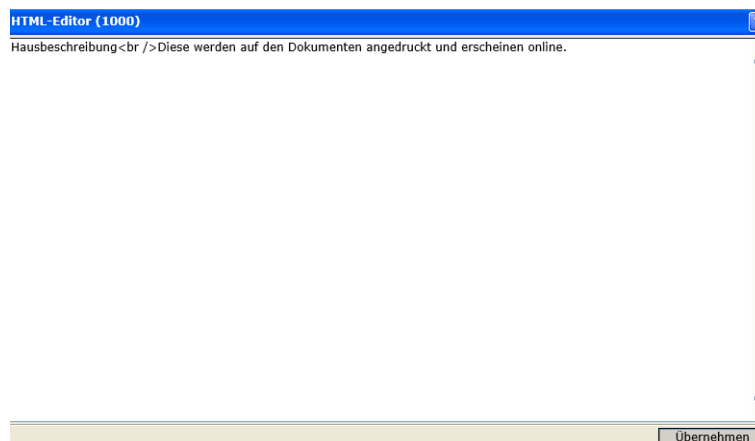 HTML-Editor (1000)
Hausbeschreibung<br />Diese werden auf den Dokumenten angedruckt und erscheinen online.
Übernehmen